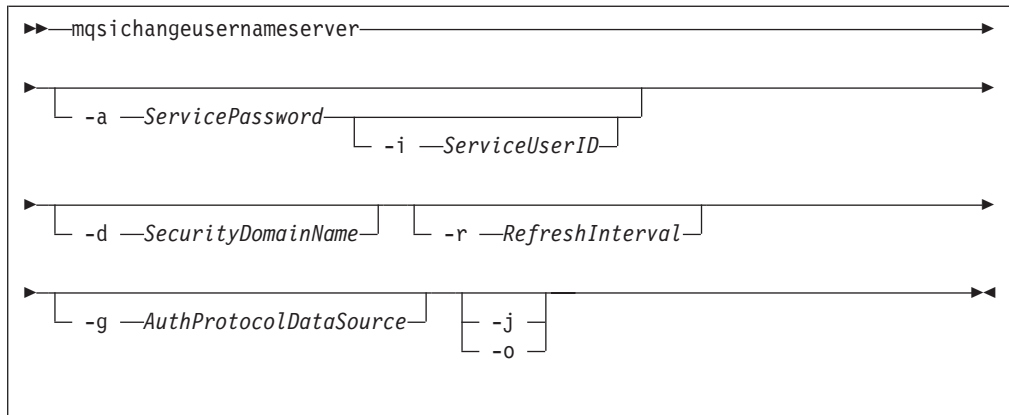 mqsichangeusernameserver
-a ServicePassword
-i ServiceUserID
-d SecurityDomainName -r RefreshInterval
-g AuthProtocolDataSource -j
-o